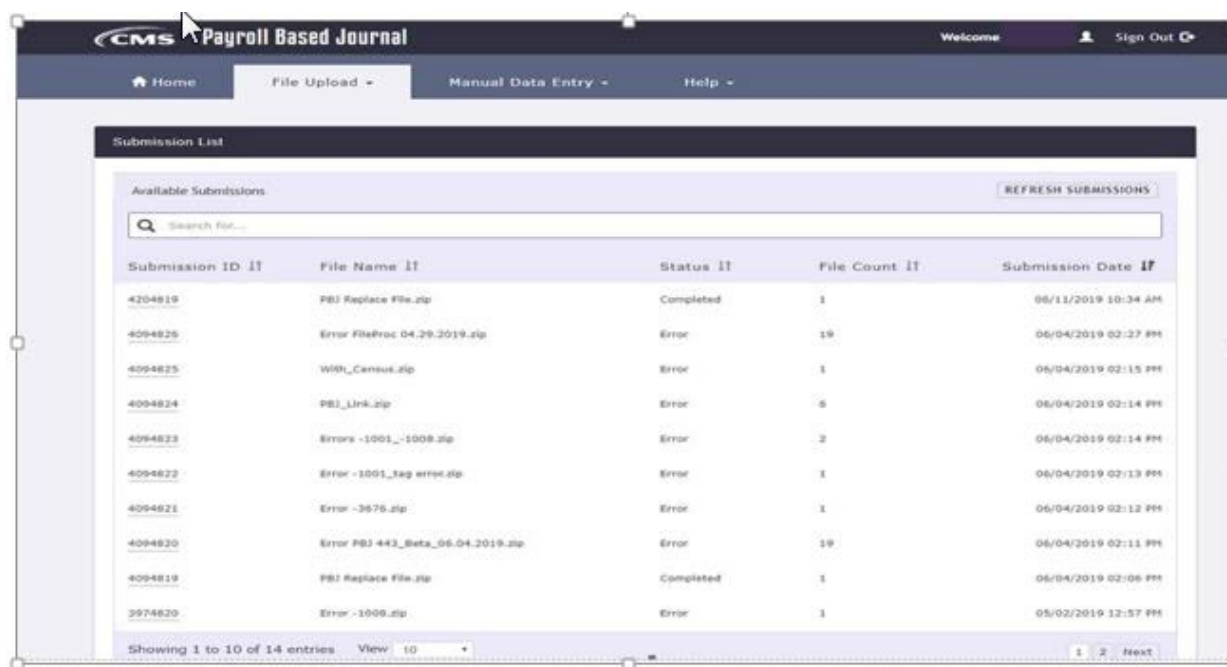 CMS Payroll Based Journal Welcome Sign Out
Home File Upload Manual Data Entry Help
Submission List
Available Submissions REFRESH SUBMISSIONS
Search for...
Submission ID File Name Status File Count Submission Date
4204819 PBJ Replace File.zip Completed 1 06/11/2019 10:34 AM
4094826 Error FileProc 04.29.2019.zip Error 19 06/04/2019 02:27 PM
4094825 With_Census.zip Error 1 06/04/2019 02:15 PM
4094824 PBJ_Link.zip Error 6 06/04/2019 02:14 PM
4094823 Errors -1001_-1008.zip Error 2 06/04/2019 02:14 PM
4094822 Error -1001_tag error.zip Error 1 06/04/2019 02:13 PM
4094821 Error -3676.zip Error 1 06/04/2019 02:12 PM
4094820 Error PBJ 443_Beta_06.04.2019.zip Error 19 06/04/2019 02:11 PM
4094819 PBJ Replace File.zip Completed 1 06/04/2019 02:06 PM
3974820 Error -1008.zip Error 1 05/02/2019 12:57 PM
Showing 1 to 10 of 14 entries View 10 1 2 Next